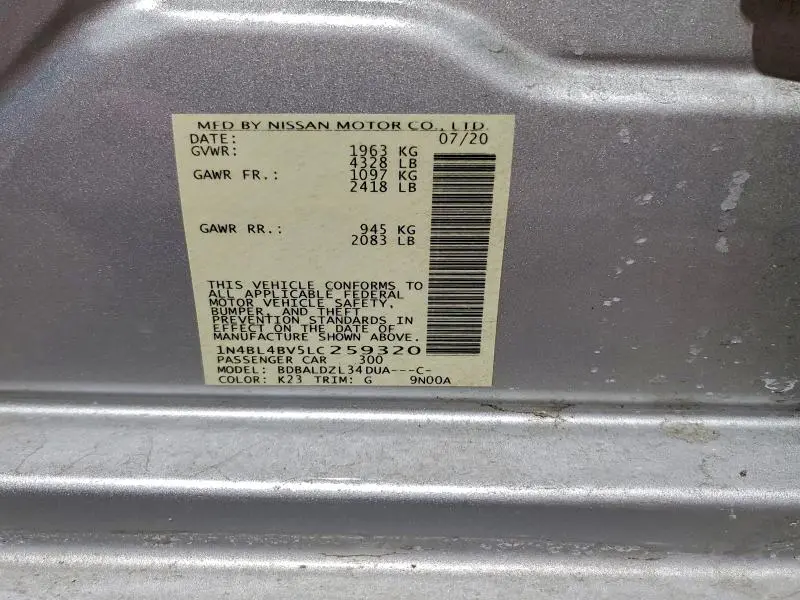 MFD BY NISSAN MOTOR CO., LTD.
DATE: 07/20
GVWR: 1963 KG
4328 LB
GAWR FR.: 1097 KG
2418 LB
GAWR RR.: 945 KG
2083 LB
THIS VEHICLE CONFORMS TO
ALL APPLICABLE FEDERAL
MOTOR VEHICLE SAFETY,
BUMPER, AND THEFT
PREVENTION STANDARDS IN
EFFECT ON THE DATE OF
MANUFACTURE SHOWN ABOVE.
1N4BL4BV5LC259320
PASSENGER CAR 300
MODEL: BDBALDZL34DUA---C-
COLOR: K23 TRIM: G 9N00A